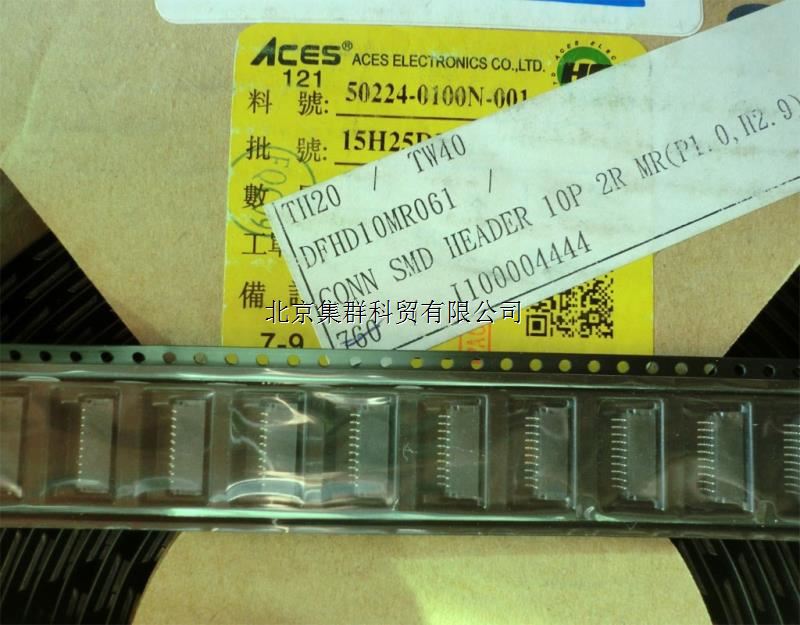 ACES® ACES ELECTRONICS CO.,LTD.
121
料 號: 50224-0100N-001
批 號: 15H25
數
工
備
7-9
TH20 / TW40
DFHD10MR061 /
CONN SMD HEADER 10P 2R MR(P1.0,H2.9)
I100004444
760
北京集群科贸有限公司